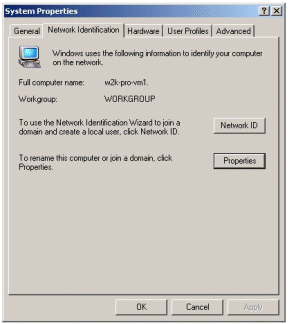 System Properties
General Network Identification Hardware User Profiles Advanced
Windows uses the following information to identify your computer
on the network.
Full computer name: w2k-pro-vm1.
Workgroup: WORKGROUP
To use the Network Identification Wizard to join a
domain and create a local user, click Network ID.
Network ID
To rename this computer or join a domain, click
Properties.
Properties
OK Cancel Apply